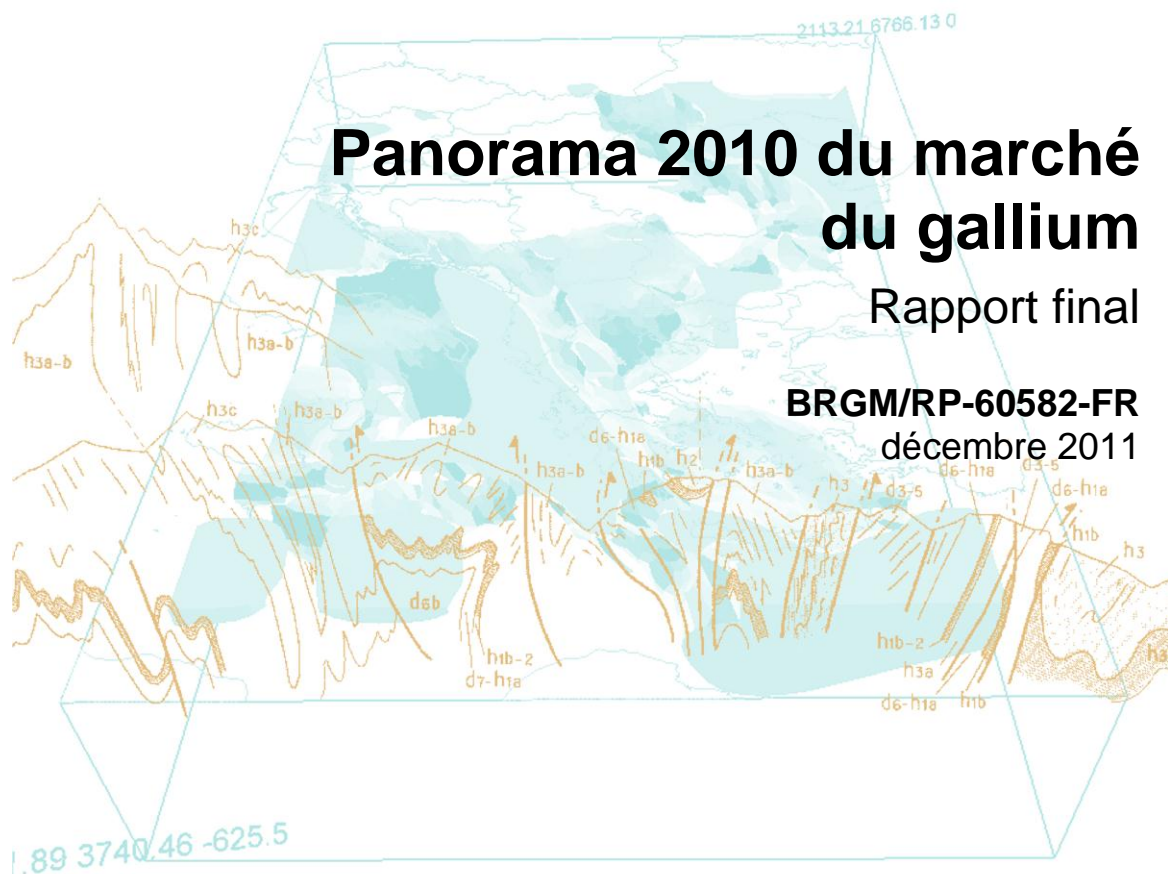 2113.21 6766.13 0
Panorama 2010 du marché
du gallium
Rapport final
BRGM/RP-60582-FR
décembre 2011
h3c
h3a-b
h3a-b
h3c
h3a-b
h3a-b
h3a-b
d6-h1a
h1b
h2
h3a-b
h3
d3-5
d6-h1a
d3-5
d6-h1a
h1b
h3
d6b
h1b-2
d7-h1a
h1b-2
h3a
d6-h1a
h1b
.89 3740.46 -625.5